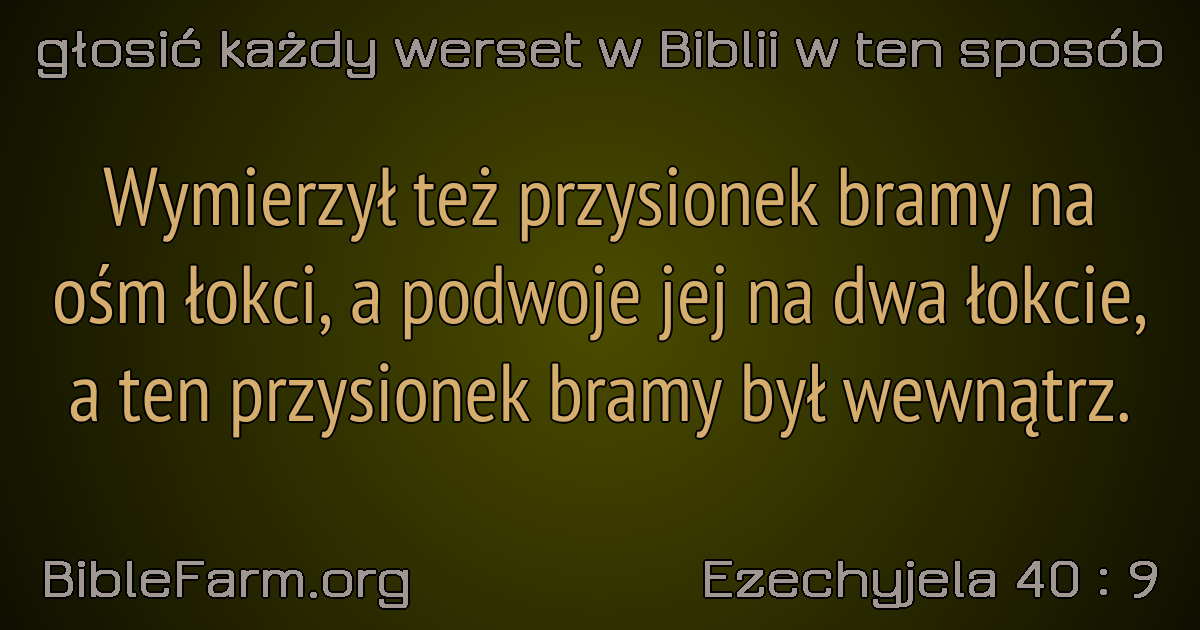 głosić każdy werset w Biblii w ten sposób
Wymierzył też przysionek bramy na
ośm łokci, a podwoje jej na dwa łokcie,
a ten przysionek bramy był wewnątrz.
BibleFarm.org
Ezechyjela 40 : 9